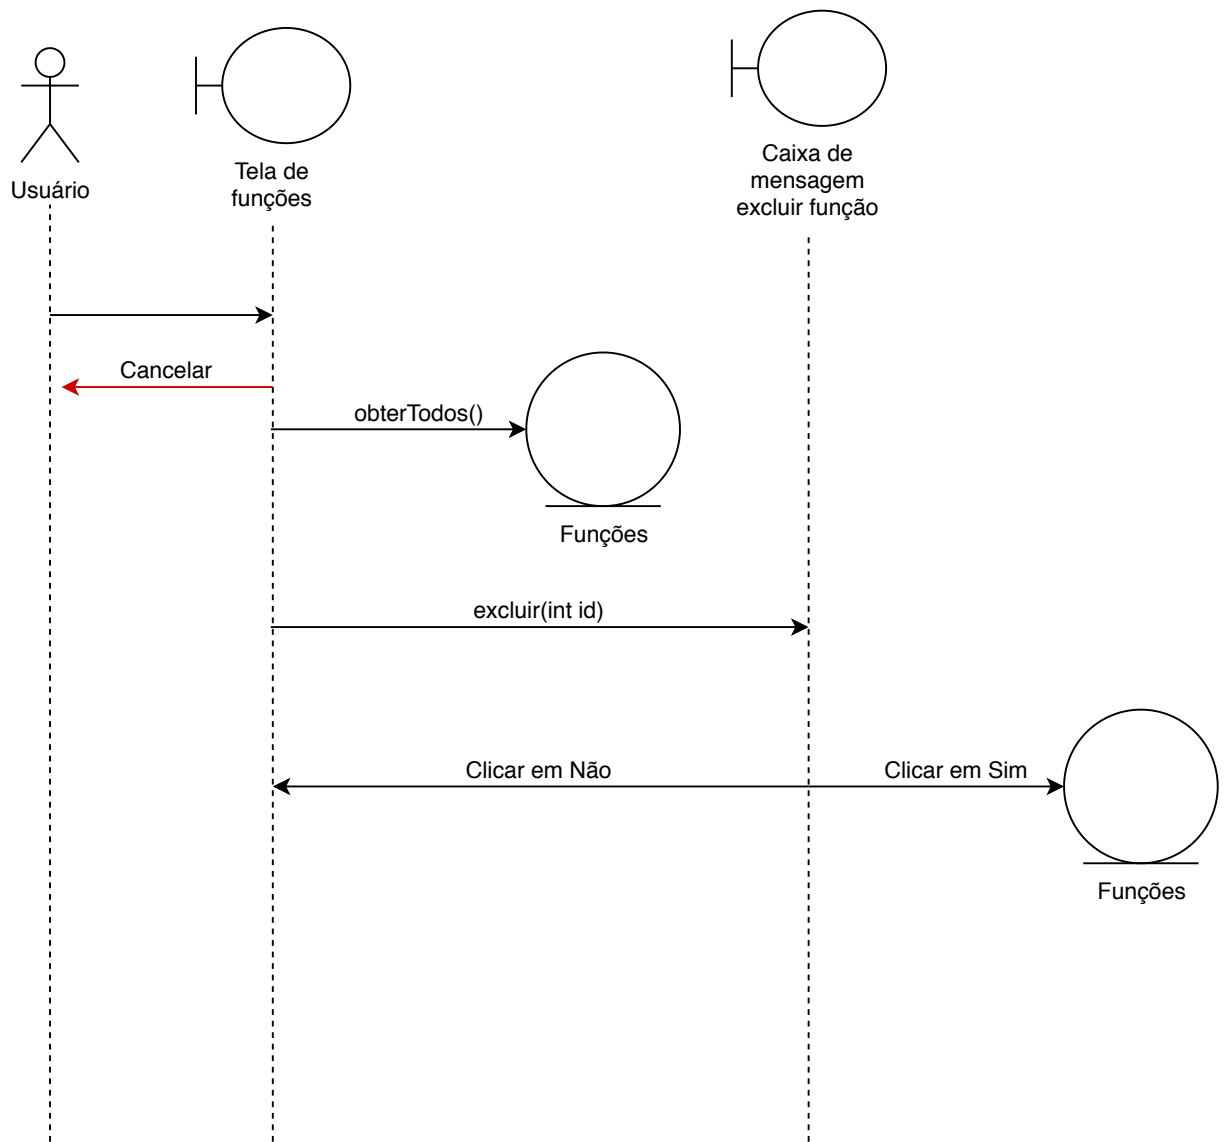 Usuário
Tela de
funções
Caixa de
mensagem
excluir função
Cancelar
obterTodos()
Funções
excluir(int id)
Clicar em Não
Clicar em Sim
Funções